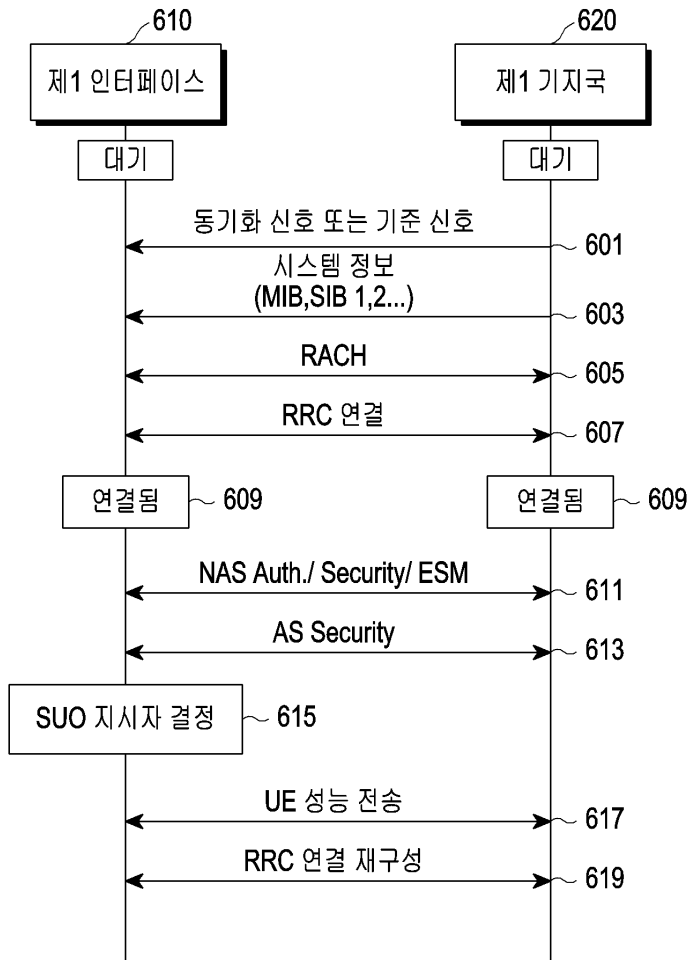 610
620
제1 인터페이스
제1 기지국
대기
대기
동기화 신호 또는 기준 신호
601
시스템 정보
(MIB,SIB 1,2...)
603
RACH
605
RRC 연결
607
연결됨
609
연결됨
609
NAS Auth./ Security/ ESM
611
AS Security
613
SUO 지시자 결정
615
UE 성능 전송
617
RRC 연결 재구성
619